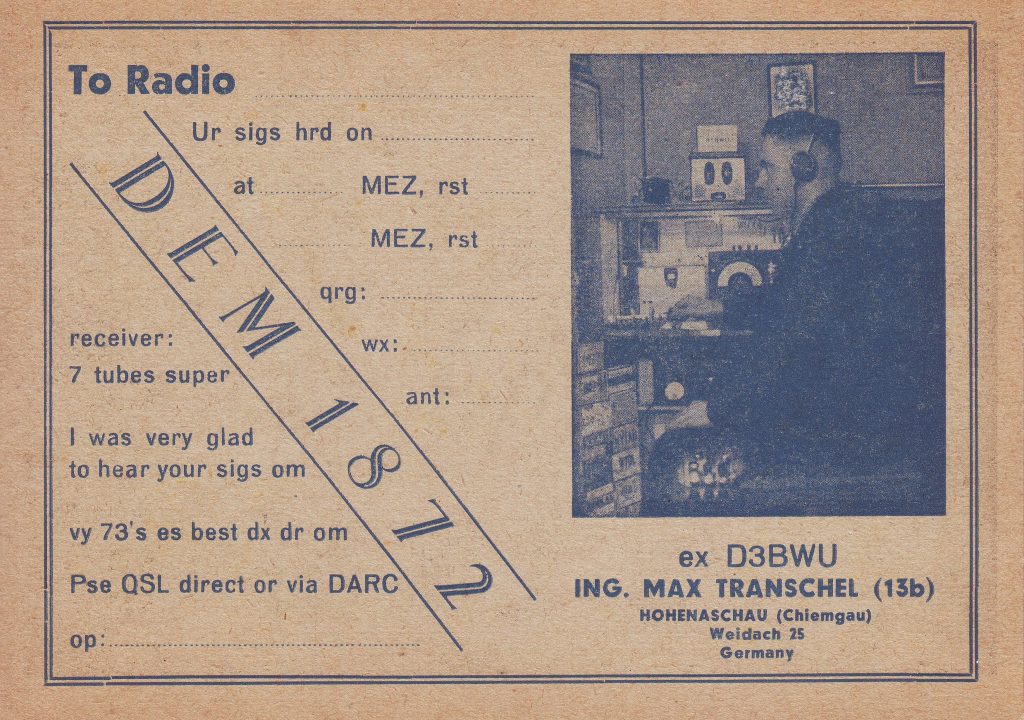 To Radio
Ur sigs hrd on
at MEZ, rst
MEZ, rst
qrg:
wx:
ant:
DEM 1872
receiver:
7 tubes super
I was very glad
to hear your sigs om
vy 73's es best dx dr om
Pse QSL direct or via DARC
op:
ex D3BWU
ING. MAX TRANSCHEL (13b)
HOHENASCHAU (Chiemgau)
Weidach 25
Germany